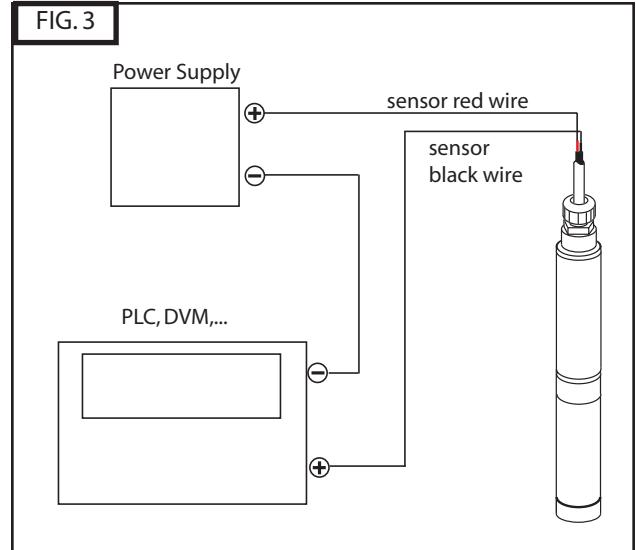 FIG. 3
Power Supply
+
sensor red wire
sensor
black wire
−
PLC, DVM,...
−
+